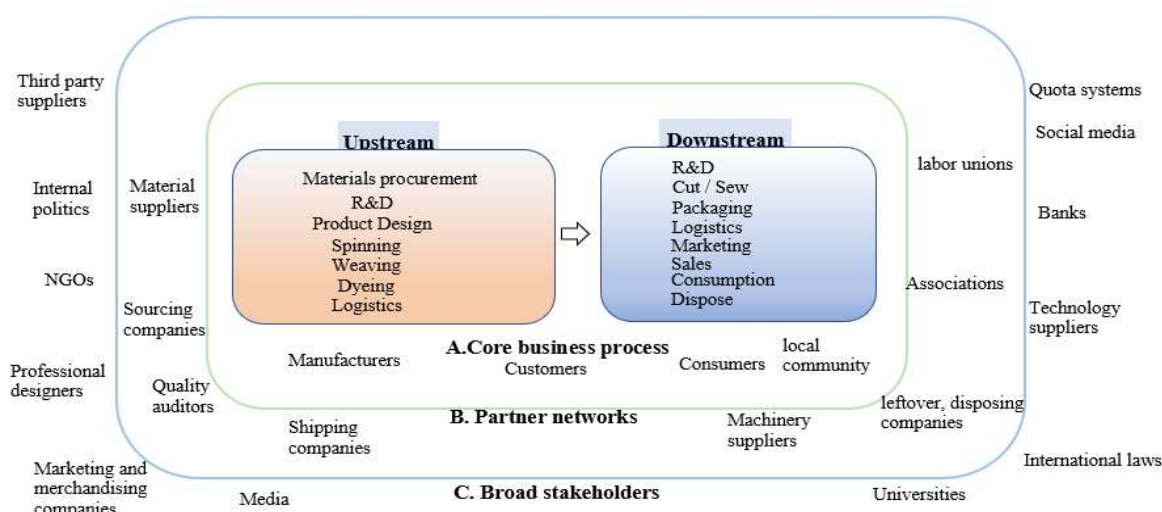 Third party
suppliers
Quota systems
Social media
Upstream
Downstream
Materials procurement
R&D
Product Design
Spinning
Weaving
Dyeing
Logistics
R&D
Cut / Sew
Packaging
Logistics
Marketing
Sales
Consumption
Dispose
labor unions
Internal
politics
Material
suppliers
Banks
NGOs
Associations
Sourcing
companies
Technology
suppliers
A.Core business process
Manufacturers
Customers
Consumers
local
community
Professional
designers
Quality
auditors
leftover, disposing
companies
B. Partner networks
Shipping
companies
Machinery
suppliers
International laws
Marketing and
merchandising
companies
Media
C. Broad stakeholders
Universities